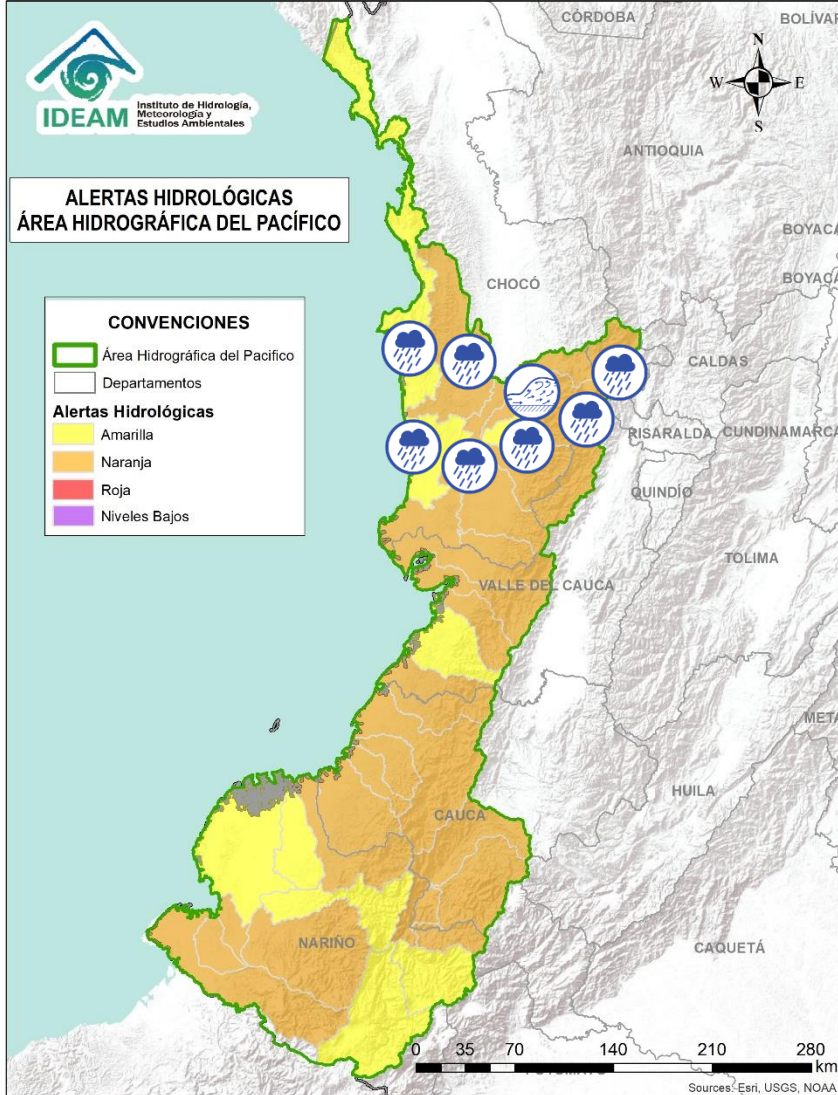 CÓRDOBA
BOLÍVAR
N
W
E
S
IDEAM
Instituto de Hidrología,
Meteorología y
Estudios Ambientales
ANTIOQUIA
ALERTAS HIDROLÓGICAS
ÁREA HIDROGRÁFICA DEL PACÍFICO
BOYACÁ
BOYACÁ
CHOCÓ
CONVENCIONES
Área Hidrográfica del Pacifico
Departamentos
Alertas Hidrológicas
Amarilla
Naranja
Roja
Niveles Bajos
CALDAS
RISARALDA
CUNDINAMARCA
QUINDÍO
TOLIMA
VALLE DEL CAUCA
META
HUILA
CAUCA
NARIÑO
CAQUETÁ
0 35 70 140 210 280
km
Sources: Esri, USGS, NOAA